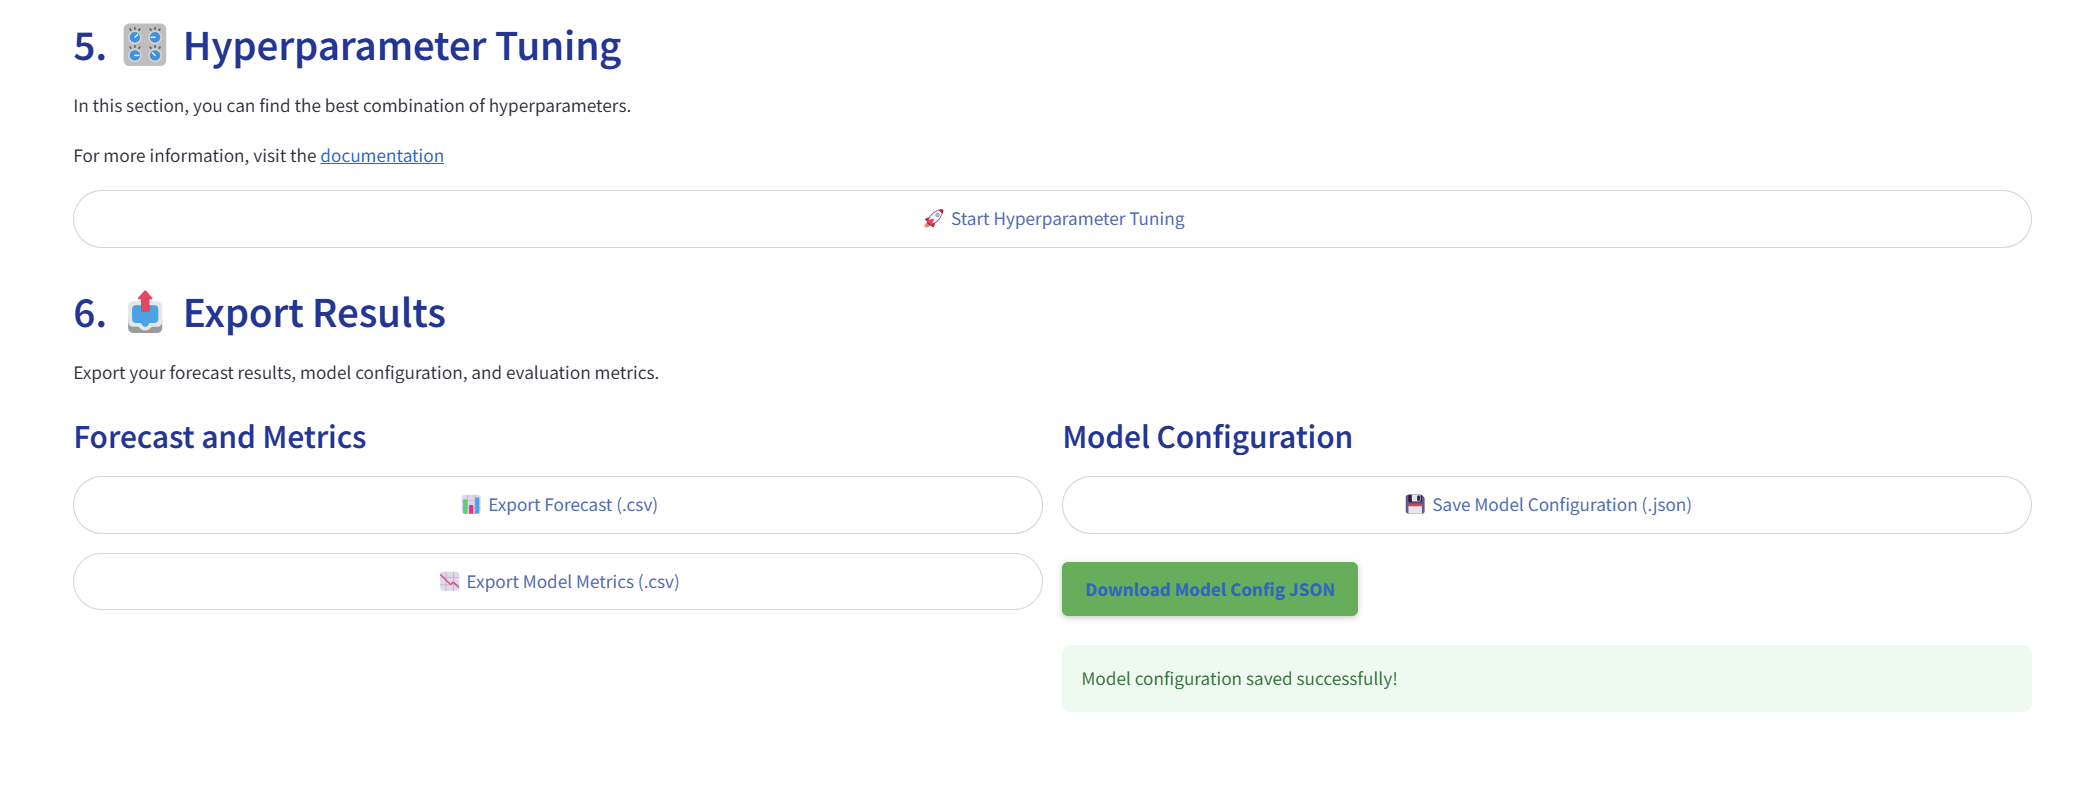 5. 🎛️ Hyperparameter Tuning
In this section, you can find the best combination of hyperparameters.
For more information, visit the documentation
🚀 Start Hyperparameter Tuning
6. 📤 Export Results
Export your forecast results, model configuration, and evaluation metrics.
Forecast and Metrics
📊 Export Forecast (.csv)
📉 Export Model Metrics (.csv)
Model Configuration
💾 Save Model Configuration (.json)
Download Model Config JSON
Model configuration saved successfully!